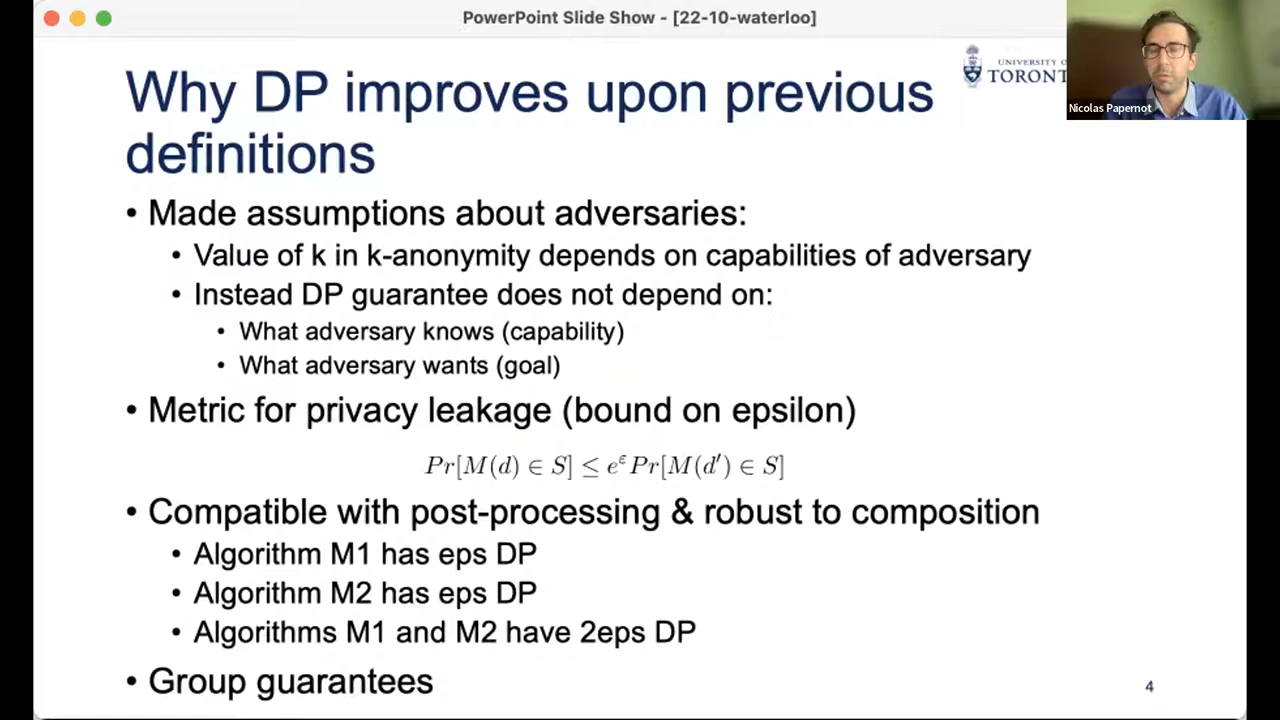 PowerPoint Slide Show - [22-10-waterloo]
Why DP improves upon previous
definitions
UNIVERSITY OF
TORONT
Nicolas Papernot
• Made assumptions about adversaries:
• Value of k in k-anonymity depends on capabilities of adversary
• Instead DP guarantee does not depend on:
• What adversary knows (capability)
• What adversary wants (goal)
• Metric for privacy leakage (bound on epsilon)
Pr[M(d) ∈ S] ≤ e^ε Pr[M(d′) ∈ S]
• Compatible with post-processing & robust to composition
• Algorithm M1 has eps DP
• Algorithm M2 has eps DP
• Algorithms M1 and M2 have 2eps DP
• Group guarantees
4